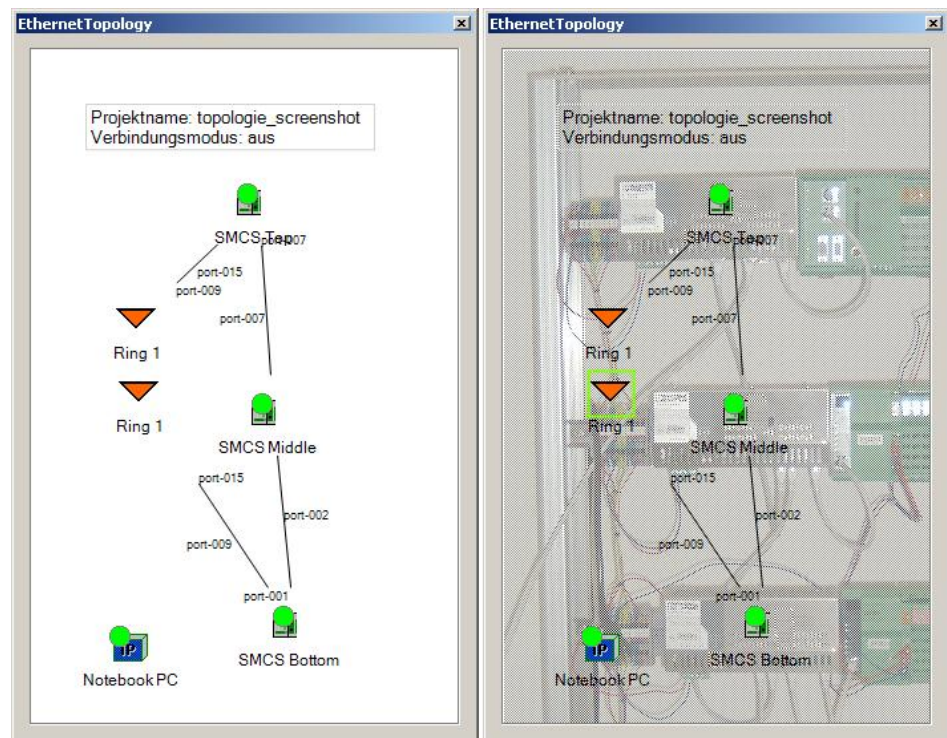 EthernetTopology
Projektname: topologie_screenshot
Verbindungsmodus: aus
SMCS Top
port-007
port-015
port-009
port-007
Ring 1
Ring 1
SMCS Middle
port-015
port-002
port-009
port-001
IP
SMCS Bottom
Notebook PC
EthernetTopology
Projektname: topologie_screenshot
Verbindungsmodus: aus
SMCS Top
port-007
port-015
port-009
port-007
Ring 1
Ring 1
SMCS Middle
port-015
port-002
port-009
port-001
IP
SMCS Bottom
Notebook PC